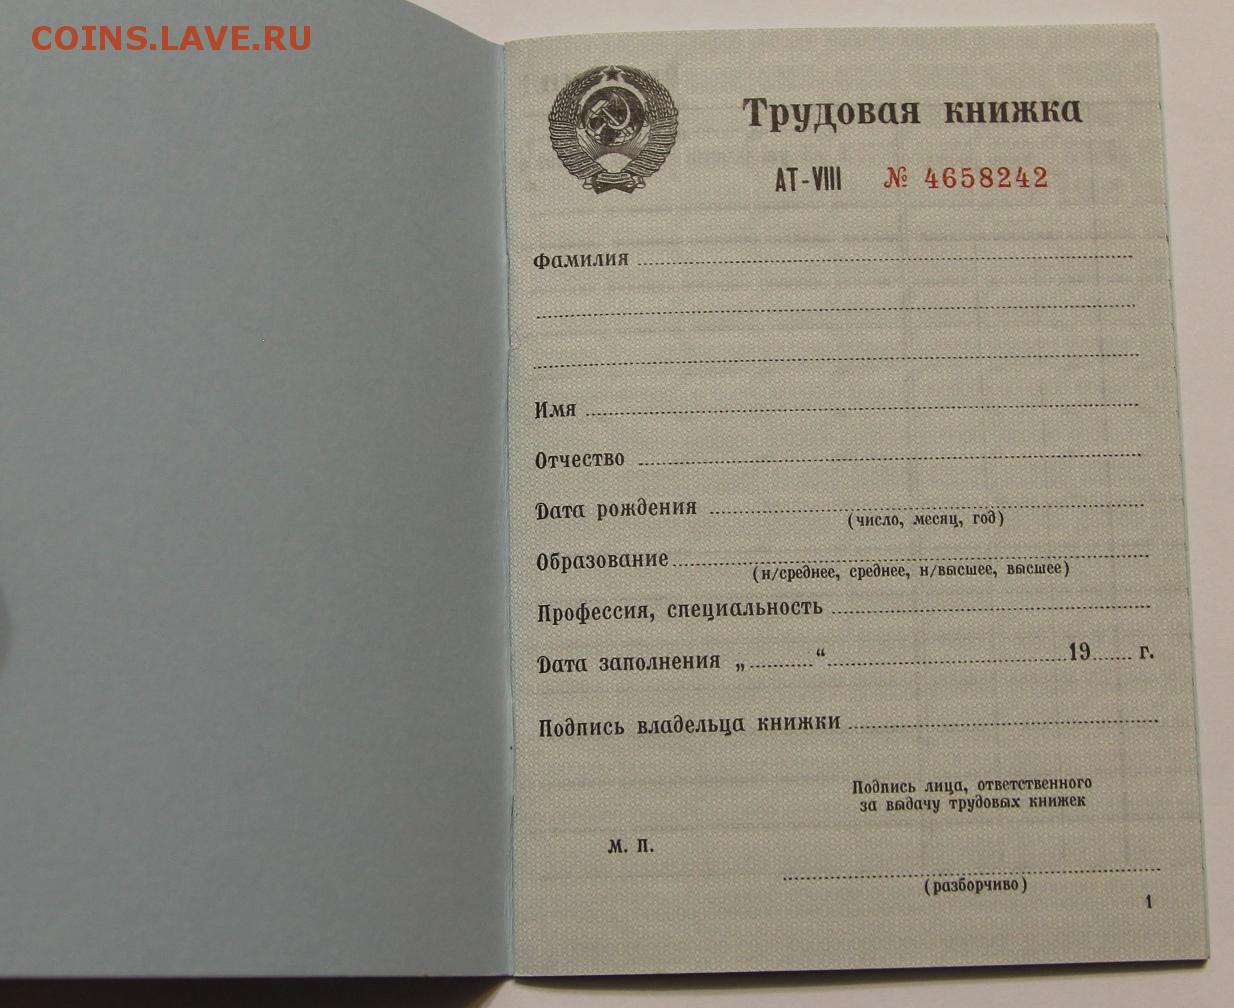 COINS.LAVE.RU
Трудовая книжка
АТ-VIII № 4658242
Фамилия
Имя
Отчество
Дата рождения
(число, месяц, год)
Образование
(н/среднее, среднее, н/высшее, высшее)
Профессия, специальность
Дата заполнения „..........“..............................19...... г.
Подпись владельца книжки
Подпись лица, ответственного
за выдачу трудовых книжек
М. П.
(разборчиво)
1